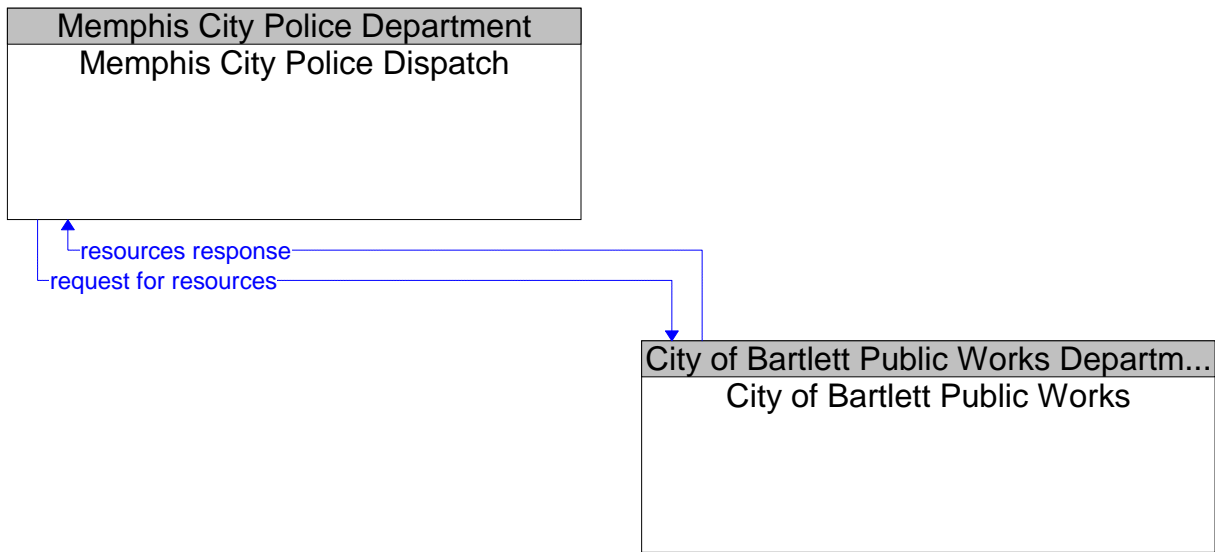 Memphis City Police Department
Memphis City Police Dispatch
resources response
request for resources
City of Bartlett Public Works Departm...
City of Bartlett Public Works